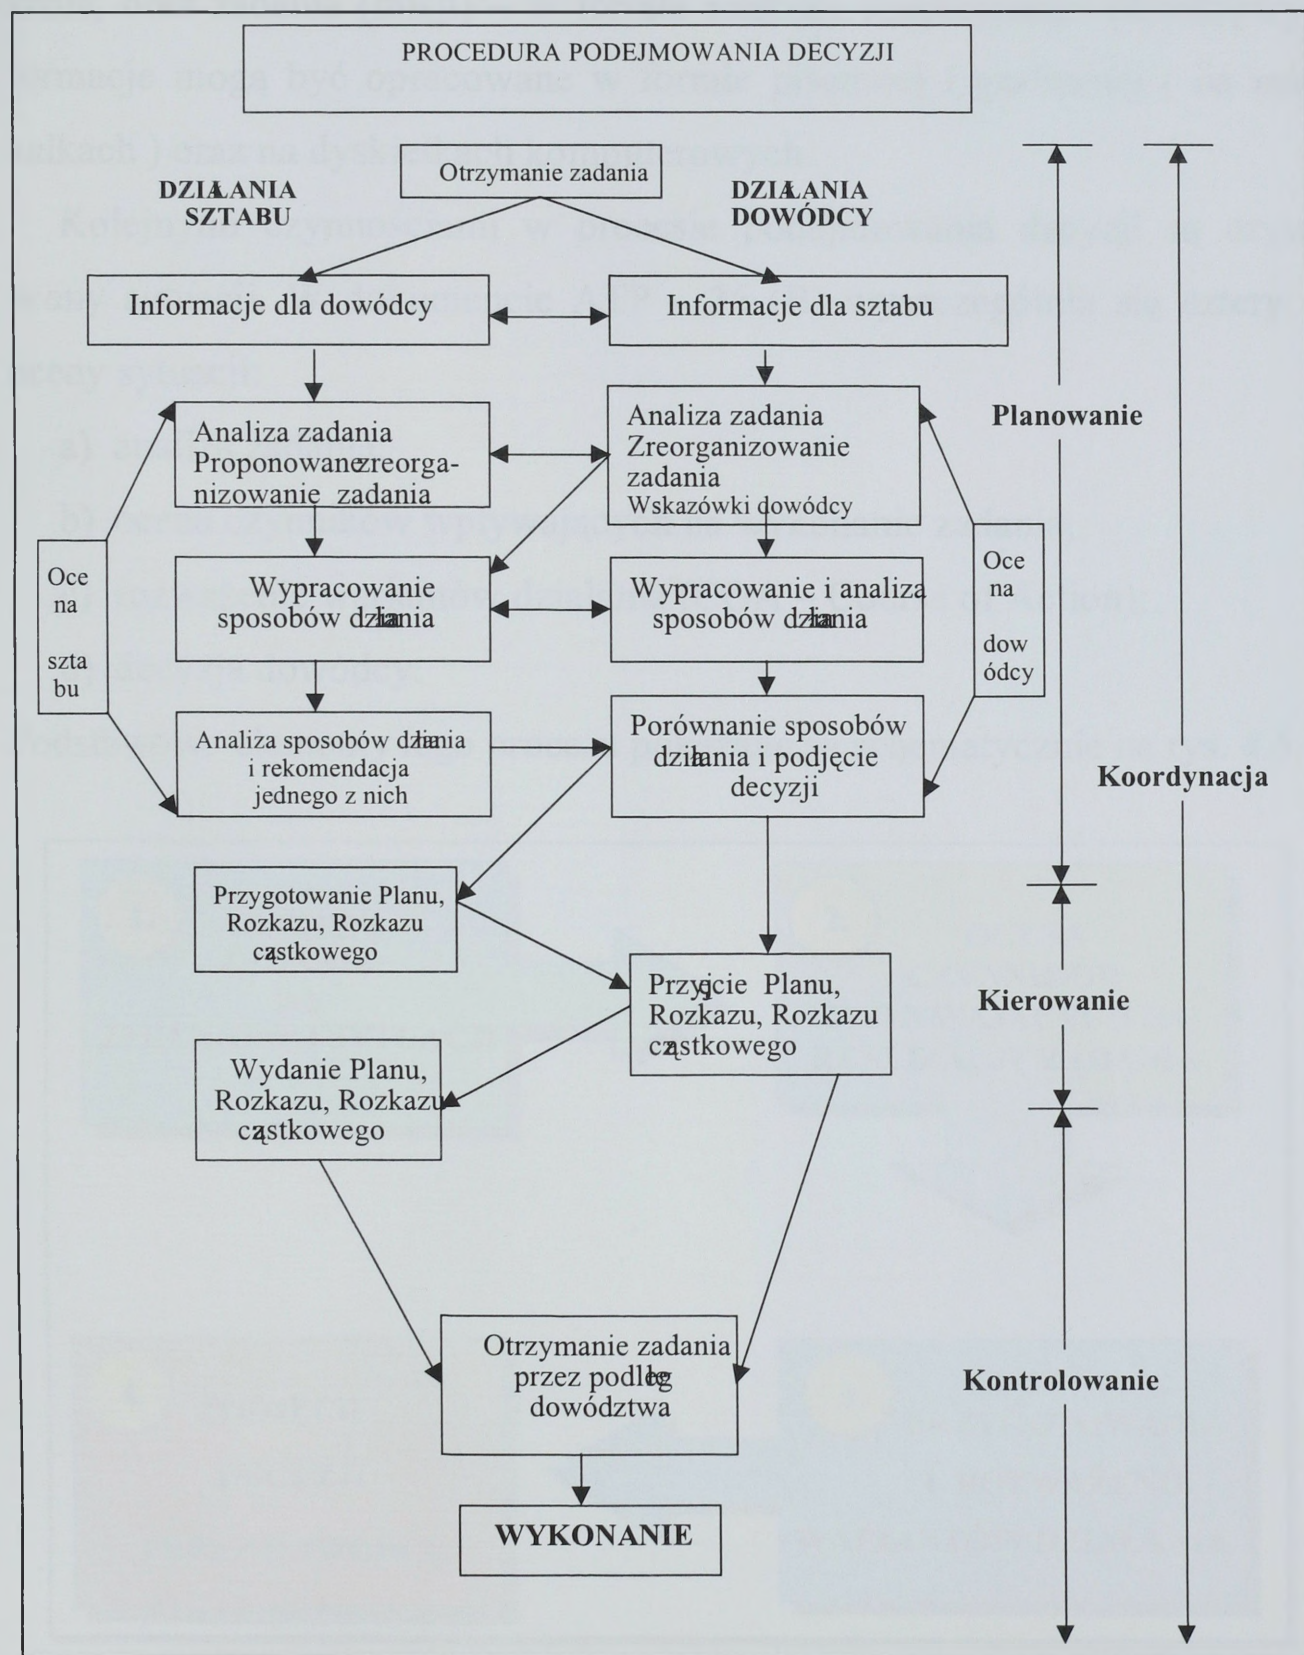 PROCEDURA PODEJMOWANIA DECYZJI
Otrzymanie zadania
DZIAŁANIA
SZTABU
DZIAŁANIA
DOWÓDCY
Informacje dla dowódcy
Informacje dla sztabu
Analiza zadania
Proponowane zreorga-
nizowanie zadania
Analiza zadania
Zreorganizowanie
zadania
Wskazówki dowódcy
Planowanie
Oce
na
szta
bu
Wypracowanie
sposobów działania
Wypracowanie i analiza
sposobów działania
Oce
na
dow
ódcy
Analiza sposobów działania
i rekomendacja
jednego z nich
Porównanie sposobów
działania i podjęcie
decyzji
Koordynacja
Przygotowanie Planu,
Rozkazu, Rozkazu
cząstkowego
Przyjęcie Planu,
Rozkazu, Rozkazu
cząstkowego
Kierowanie
Wydanie Planu,
Rozkazu, Rozkazu
cząstkowego
Otrzymanie zadania
przez podległe
dowództwa
Kontrolowanie
WYKONANIE